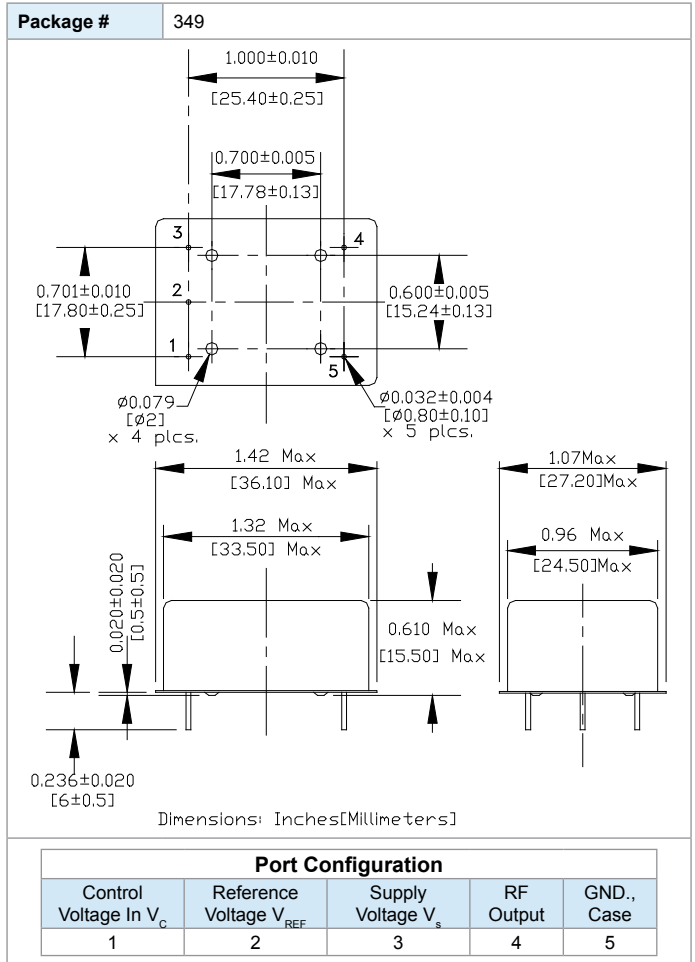 Package # 349
1.000±0.010
[25.40±0.25]
0.700±0.005
[17.78±0.13]
3
4
0.701±0.010
[17.80±0.25]
2
0.600±0.005
[15.24±0.13]
1
5
Ø0.079
[Ø2]
x 4 plcs.
Ø0.032±0.004
[Ø0.80±0.10]
x 5 plcs.
1.42 Max
[36.10] Max
1.07Max
[27.20]Max
1.32 Max
[33.50] Max
0.96 Max
[24.50]Max
0.020±0.020
[0.5±0.5]
0.610 Max
[15.50] Max
0.236±0.020
[6±0.5]
Dimensions: Inches[Millimeters]
Port Configuration
Control Voltage In VC
Reference Voltage VREF
Supply Voltage Vs
RF Output
GND., Case
1 2 3 4 5